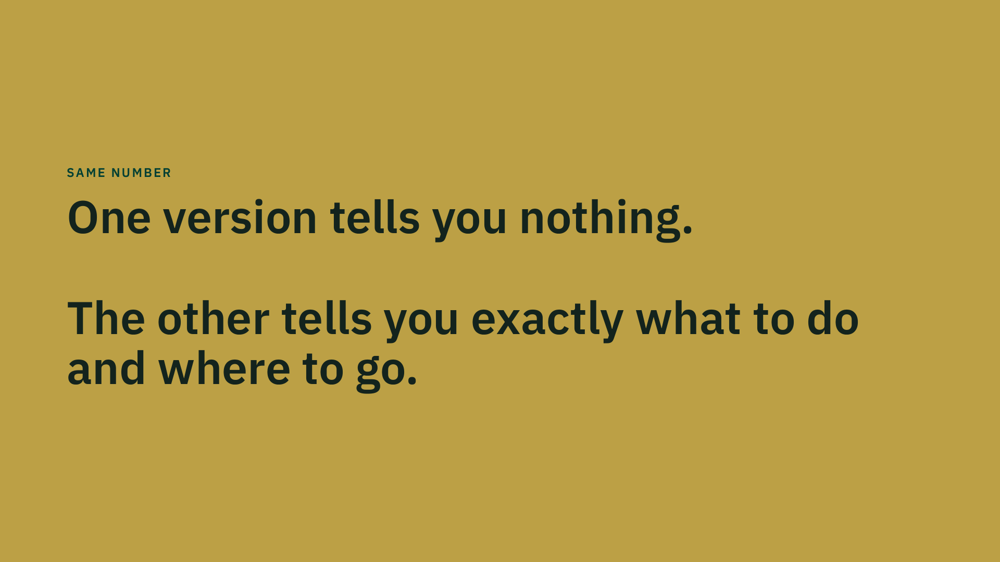 SAME NUMBER
One version tells you nothing.
The other tells you exactly what to do
and where to go.